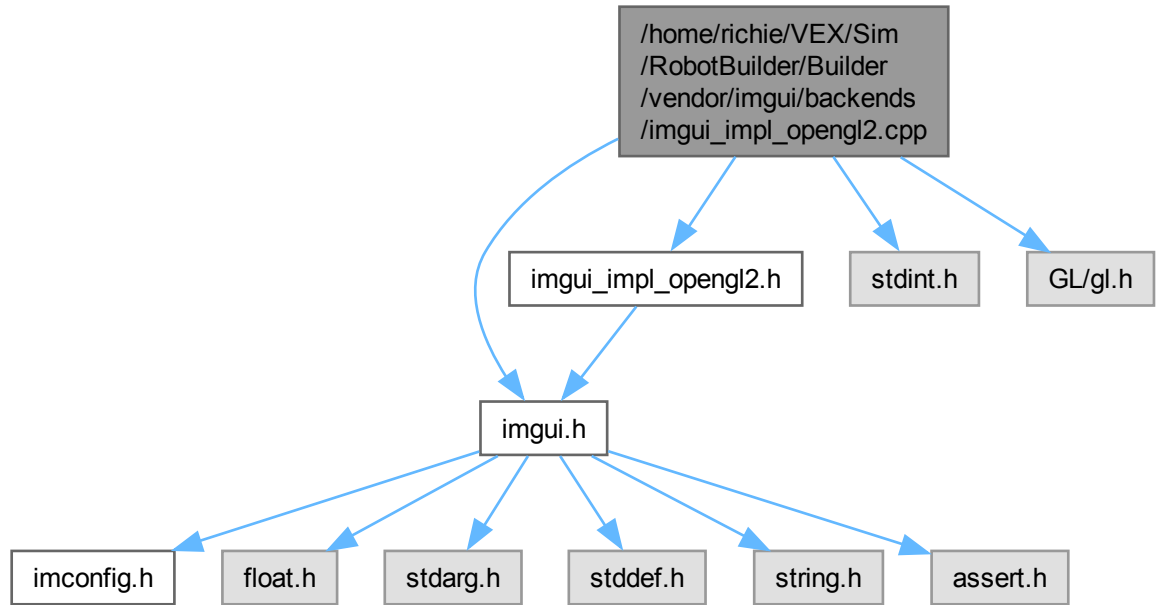 /home/richie/VEX/Sim
/RobotBuilder/Builder
/vendor/imgui/backends
/imgui_impl_opengl2.cpp
imgui_impl_opengl2.h
stdint.h
GL/gl.h
imgui.h
imconfig.h
float.h
stdarg.h
stddef.h
string.h
assert.h